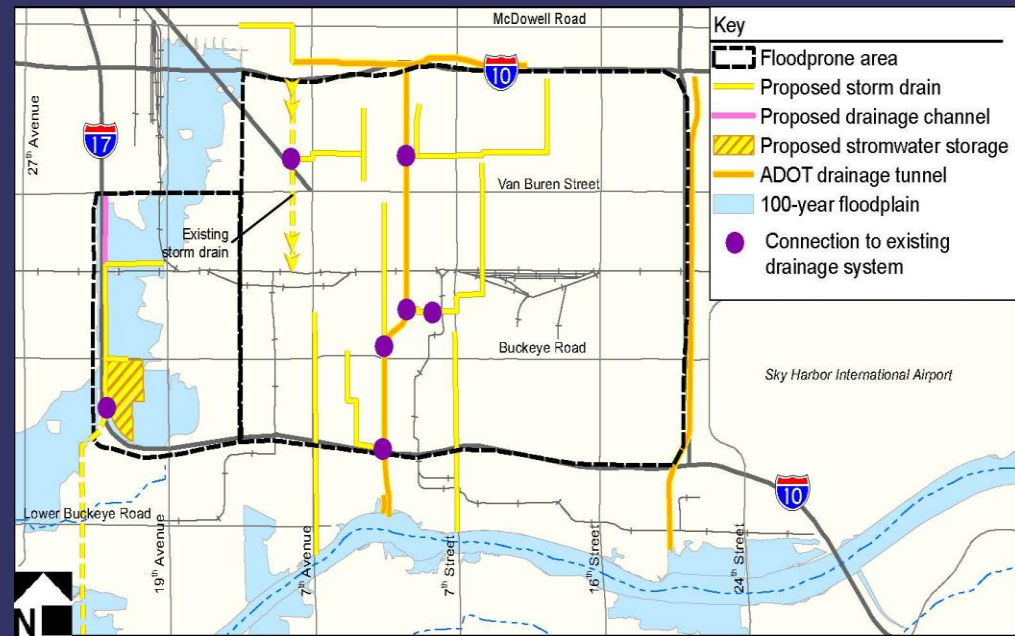 McDowell Road
Key
Floodprone area
Proposed storm drain
Proposed drainage channel
Proposed stromwater storage
ADOT drainage tunnel
100-year floodplain
Connection to existing
drainage system
10
27th Avenue
17
Van Buren Street
Existing
storm drain
Buckeye Road
Sky Harbor International Airport
10
Lower Buckeye Road
19th Avenue
7th Avenue
7th Street
16th Street
24th Street
N